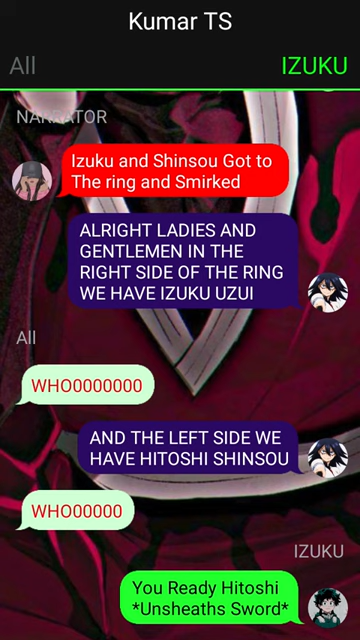 Kumar TS
All
IZUKU
NARRATOR
Izuku and Shinsou Got to
The ring and Smirked
ALRIGHT LADIES AND
GENTLEMEN IN THE
RIGHT SIDE OF THE RING
WE HAVE IZUKU UZUI
All
WHO0000000
AND THE LEFT SIDE WE
HAVE HITOSHI SHINSOU
WHO00000
IZUKU
You Ready Hitoshi
*Unsheaths Sword*